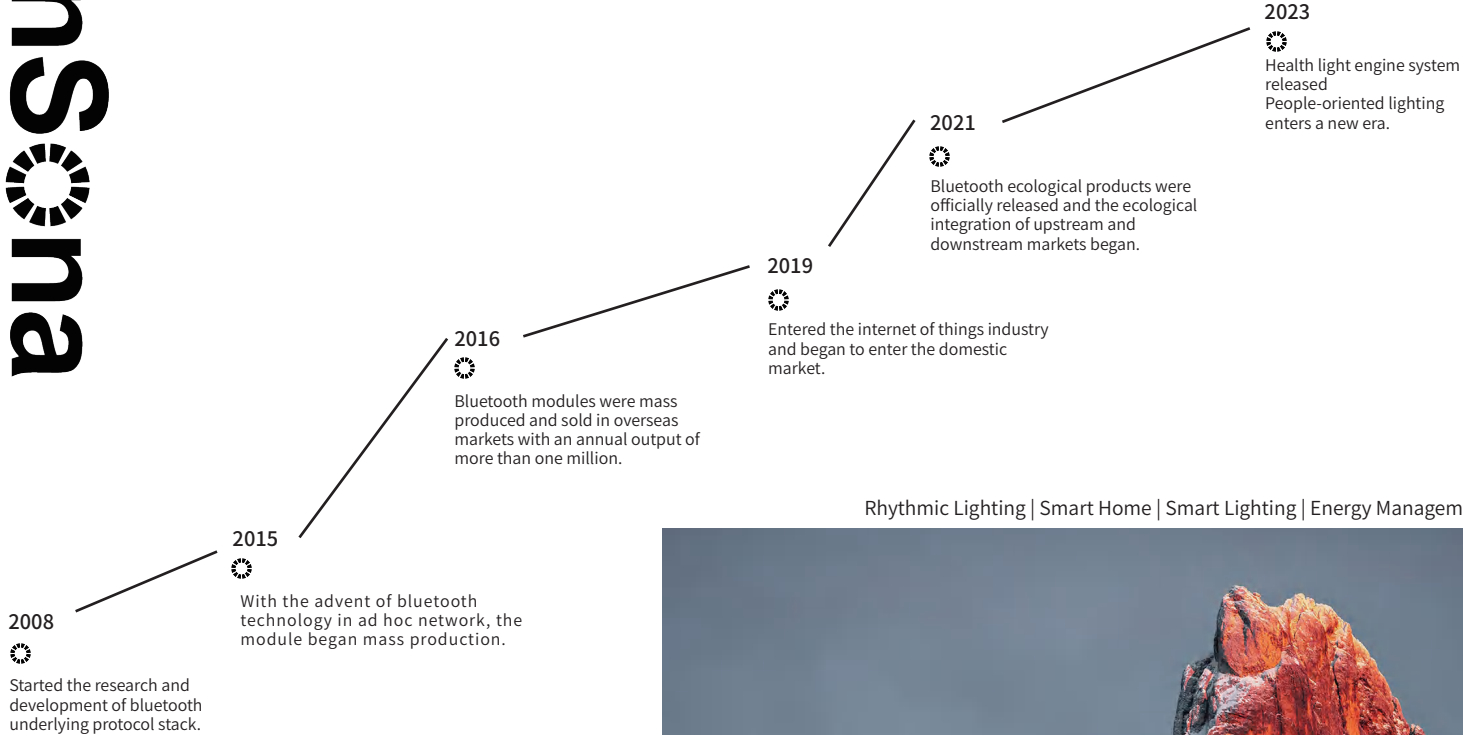 nSona
2023
Health light engine system
released
People-oriented lighting
enters a new era.
2021
Bluetooth ecological products were
officially released and the ecological
integration of upstream and
downstream markets began.
2019
Entered the internet of things industry
and began to enter the domestic
market.
2016
Bluetooth modules were mass
produced and sold in overseas
markets with an annual output of
more than one million.
Rhythmic Lighting | Smart Home | Smart Lighting | Energy Managem
2015
With the advent of bluetooth
technology in ad hoc network, the
module began mass production.
2008
Started the research and
development of bluetooth
underlying protocol stack.